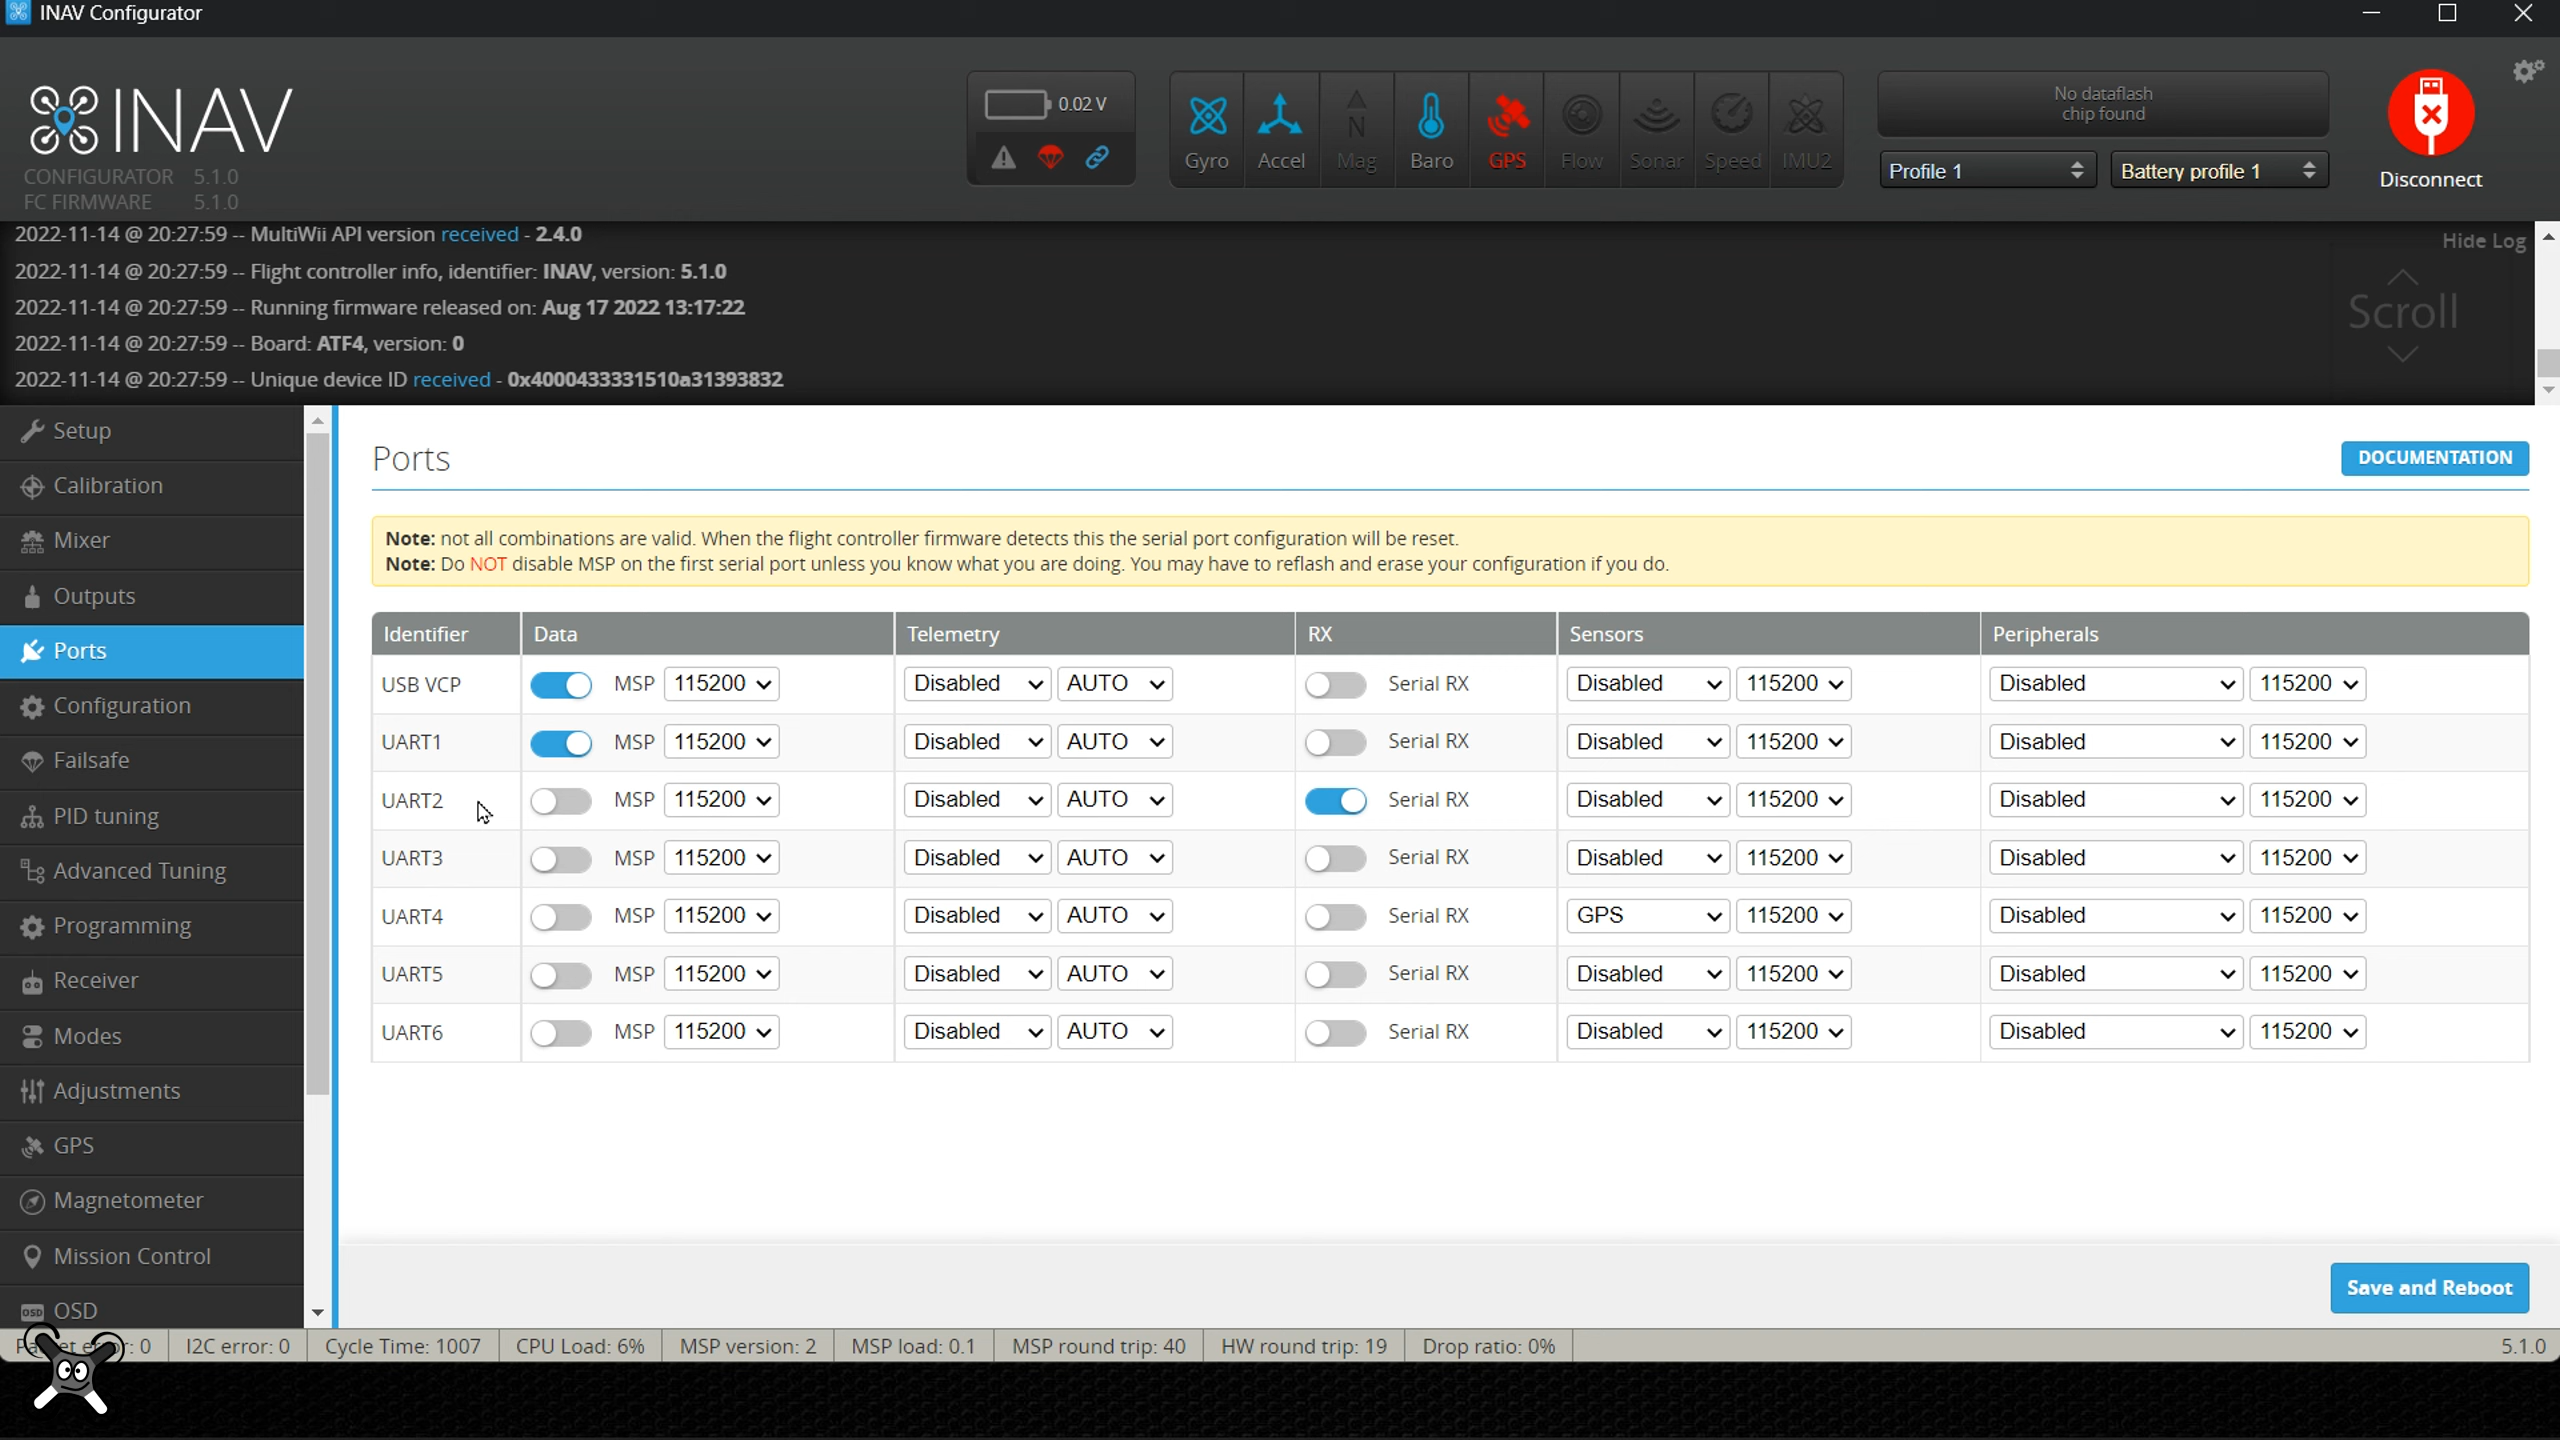 INAV Configurator
INAV
CONFIGURATOR 5.1.0
FC FIRMWARE 5.1.0
0.02 V
Gyro Accel Mag Baro GPS Flow Sonar Speed IMU2
N
No dataflash
chip found
Profile 1 Battery profile 1
Disconnect
2022-11-14 @ 20:27:59 -- MultiWii API version received - 2.4.0
2022-11-14 @ 20:27:59 -- Flight controller info, identifier: INAV, version: 5.1.0
2022-11-14 @ 20:27:59 -- Running firmware released on: Aug 17 2022 13:17:22
2022-11-14 @ 20:27:59 -- Board: ATF4, version: 0
2022-11-14 @ 20:27:59 -- Unique device ID received - 0x4000433331510a31393832
Hide Log
Scroll
Setup
Calibration
Mixer
Outputs
Ports
Configuration
Failsafe
PID tuning
Advanced Tuning
Programming
Receiver
Modes
Adjustments
GPS
Magnetometer
Mission Control
OSD OSD
Ports
DOCUMENTATION
Note: not all combinations are valid. When the flight controller firmware detects this the serial port configuration will be reset.
Note: Do NOT disable MSP on the first serial port unless you know what you are doing. You may have to reflash and erase your configuration if you do.
Identifier Data Telemetry RX Sensors Peripherals
USB VCP MSP 115200 Disabled AUTO Serial RX Disabled 115200 Disabled 115200
UART1 MSP 115200 Disabled AUTO Serial RX Disabled 115200 Disabled 115200
UART2 MSP 115200 Disabled AUTO Serial RX Disabled 115200 Disabled 115200
UART3 MSP 115200 Disabled AUTO Serial RX Disabled 115200 Disabled 115200
UART4 MSP 115200 Disabled AUTO Serial RX GPS 115200 Disabled 115200
UART5 MSP 115200 Disabled AUTO Serial RX Disabled 115200 Disabled 115200
UART6 MSP 115200 Disabled AUTO Serial RX Disabled 115200 Disabled 115200
Save and Reboot
0 I2C error: 0 Cycle Time: 1007 CPU Load: 6% MSP version: 2 MSP load: 0.1 MSP round trip: 40 HW round trip: 19 Drop ratio: 0% 5.1.0